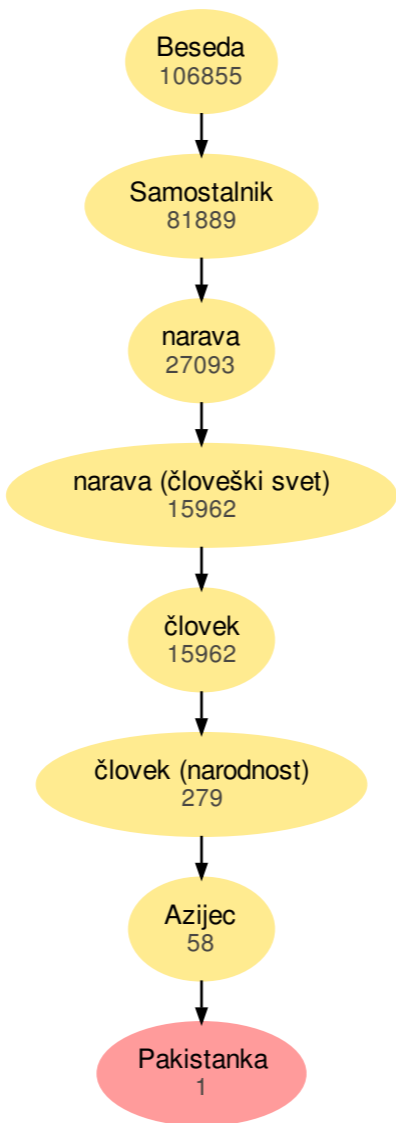 Beseda
106855
Samostalnik
81889
narava
27093
narava (človeški svet)
15962
človek
15962
človek (narodnost)
279
Azijec
58
Pakistanka
1